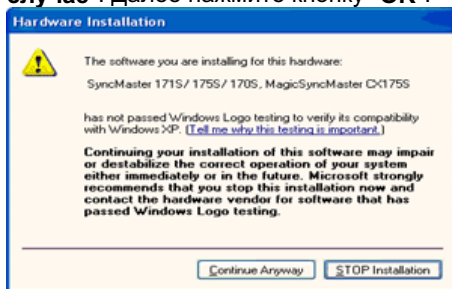 случае". Далее нажмите кнопку "OK".
Hardware Installation
The software you are installing for this hardware:
SyncMaster 171S/ 175S/ 170S, MagicSyncMaster CX175S
has not passed Windows Logo testing to verify its compatibility
with Windows XP. (Tell me why this testing is important.)
Continuing your installation of this software may impair
or destabilize the correct operation of your system
either immediately or in the future. Microsoft strongly
recommends that you stop this installation now and
contact the hardware vendor for software that has
passed Windows Logo testing.
Continue Anyway
STOP Installation